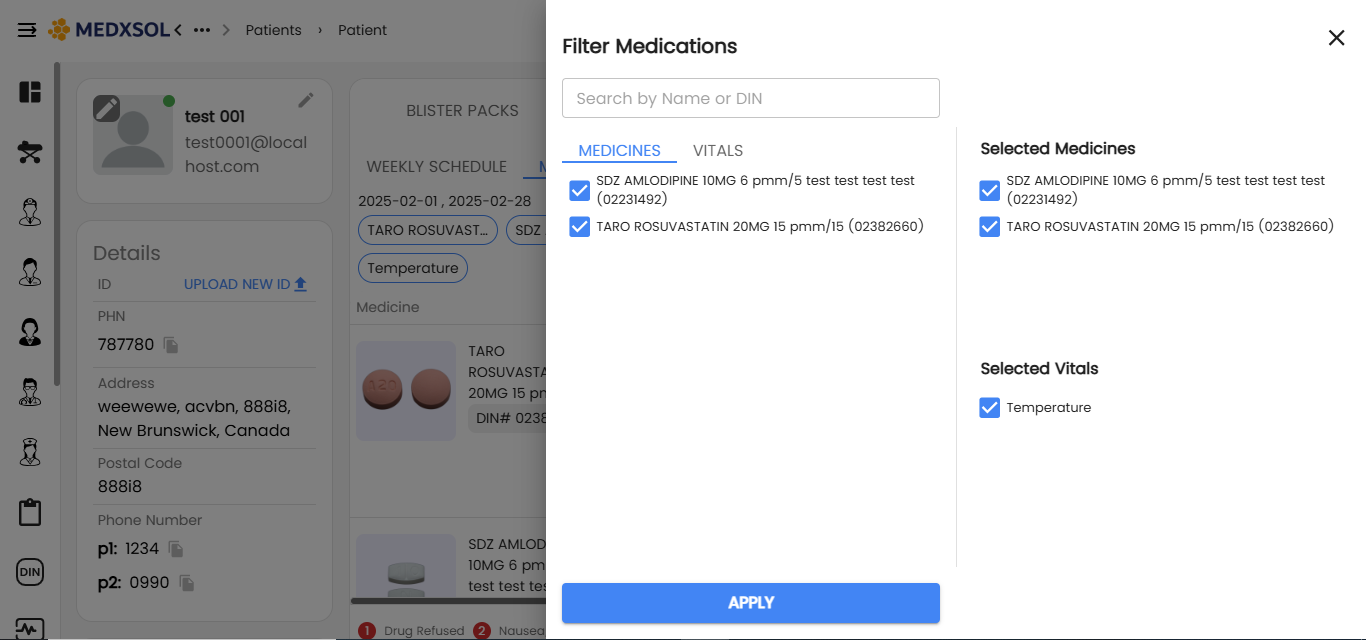 MEDXSOL
Patients
Patient
test 001
test0001@local
host.com
Details
ID
UPLOAD NEW ID
PHN
787780
Address
weewewe, acvbn, 888i8,
New Brunswick, Canada
Postal Code
888i8
Phone Number
p1: 1234
p2: 0990
DIN
BLISTER PACKS
WEEKLY SCHEDULE
M
2025-02-01 , 2025-02-28
TARO ROSUVAST...
SDZ
Temperature
Medicine
120
TARO
ROSUVASTA
20MG 15 pm
DIN# 0238
SDZ AMLOD
10MG 6 pm
test test tes
1 Drug Refused
2 Nausea
Filter Medications
Search by Name or DIN
MEDICINES
VITALS
SDZ AMLODIPINE 10MG 6 pmm/5 test test test test
(02231492)
TARO ROSUVASTATIN 20MG 15 pmm/15 (02382660)
Selected Medicines
SDZ AMLODIPINE 10MG 6 pmm/5 test test test test
(02231492)
TARO ROSUVASTATIN 20MG 15 pmm/15 (02382660)
Selected Vitals
Temperature
APPLY